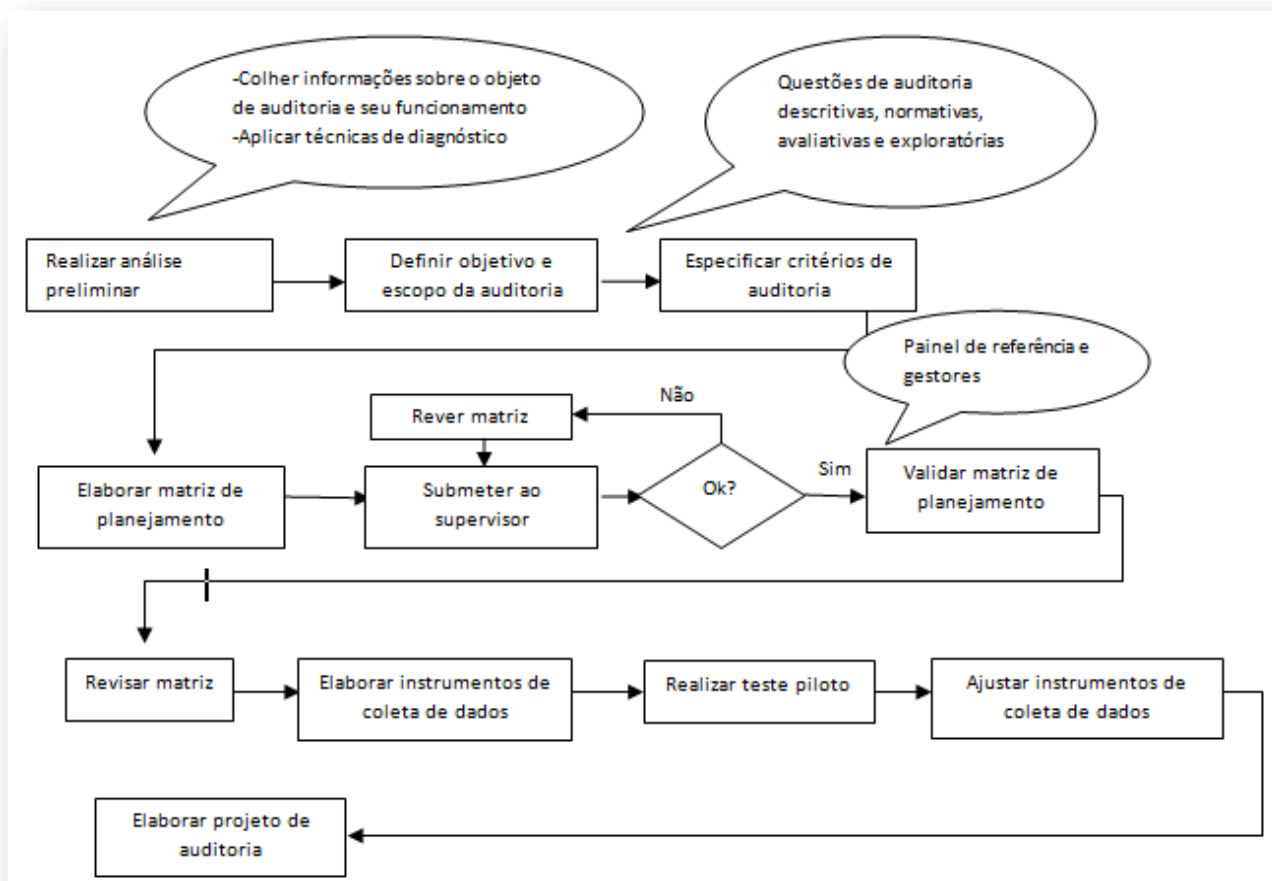 -Colher informações sobre o objeto
de auditoria e seu funcionamento
-Aplicar técnicas de diagnóstico
Questões de auditoria
descritivas, normativas,
avaliativas e exploratórias
Realizar análise
preliminar
Definir objetivo e
escopo da auditoria
Especificar critérios de
auditoria
Painel de referência e
gestores
Não
Rever matriz
Elaborar matriz de
planejamento
Submeter ao
supervisor
Ok?
Sim
Validar matriz de
planejamento
Revisar matriz
Elaborar instrumentos de
coleta de dados
Realizar teste piloto
Ajustar instrumentos de
coleta de dados
Elaborar projeto de
auditoria